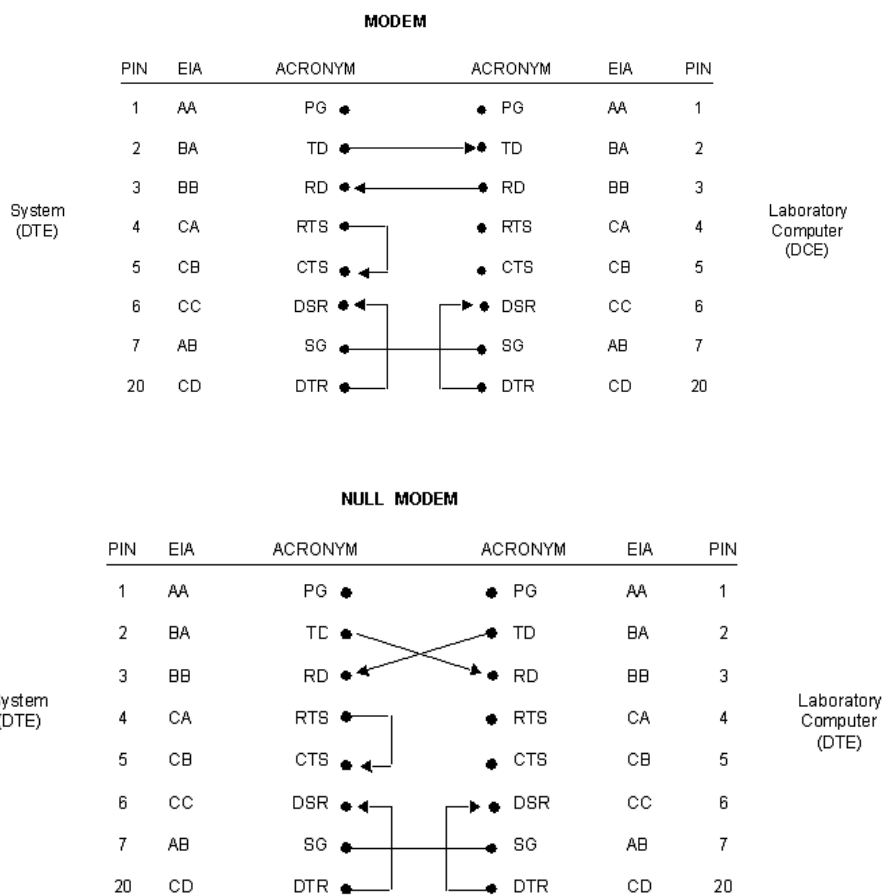 MODEM
PIN EIA ACRONYM ACRONYM EIA PIN
1 AA PG PG AA 1
2 BA TD TD BA 2
3 BB RD RD BB 3
System
(DTE)
4 CA RTS RTS CA 4
Laboratory
Computer
(DCE)
5 CB CTS CTS CB 5
6 CC DSR DSR CC 6
7 AB SG SG AB 7
20 CD DTR DTR CD 20
NULL MODEM
PIN EIA ACRONYM ACRONYM EIA PIN
1 AA PG PG AA 1
2 BA TD TD BA 2
3 BB RD RD BB 3
ystem
(DTE)
4 CA RTS RTS CA 4
Laboratory
Computer
(DTE)
5 CB CTS CTS CB 5
6 CC DSR DSR CC 6
7 AB SG SG AB 7
20 CD DTR DTR CD 20